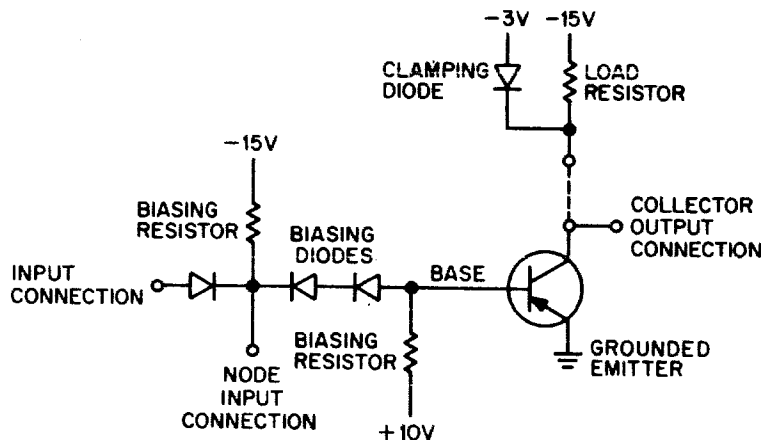 -3V -15V
CLAMPING
DIODE
LOAD
RESISTOR
-15V
BIASING
RESISTOR
BIASING
DIODES
COLLECTOR
OUTPUT
CONNECTION
INPUT
CONNECTION
BASE
NODE
INPUT
CONNECTION
BIASING
RESISTOR
GROUNDED
EMITTER
+10V